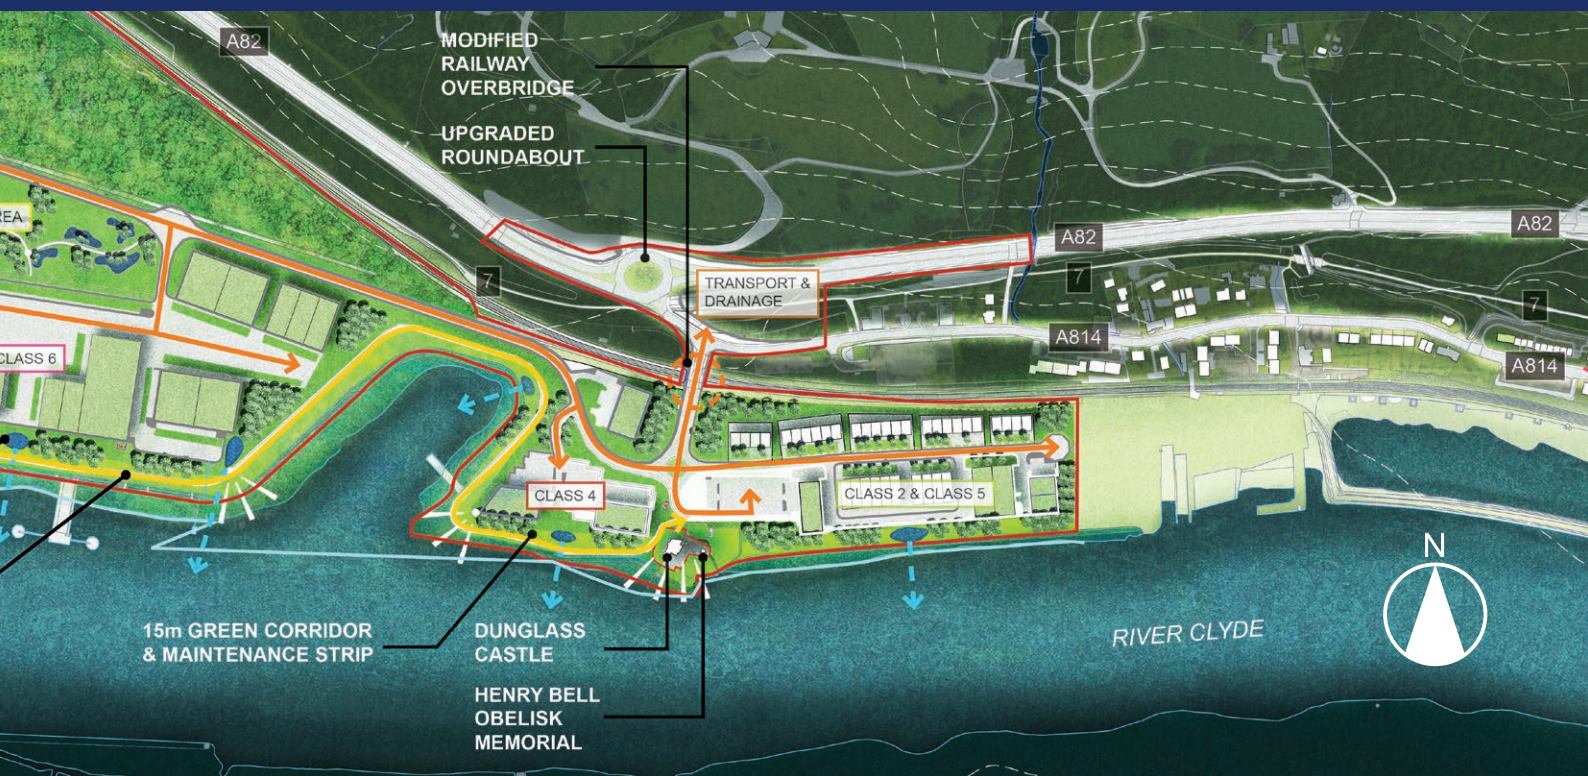 A82
MODIFIED
RAILWAY
OVERBRIDGE
UPGRADED
ROUNDABOUT
REA
A82
A82
7
TRANSPORT &
DRAINAGE
7
7
A814
CLASS 6
A814
CLASS 4
CLASS 2 & CLASS 5
N
15m GREEN CORRIDOR
& MAINTENANCE STRIP
DUNGLASS
CASTLE
RIVER CLYDE
HENRY BELL
OBELISK
MEMORIAL